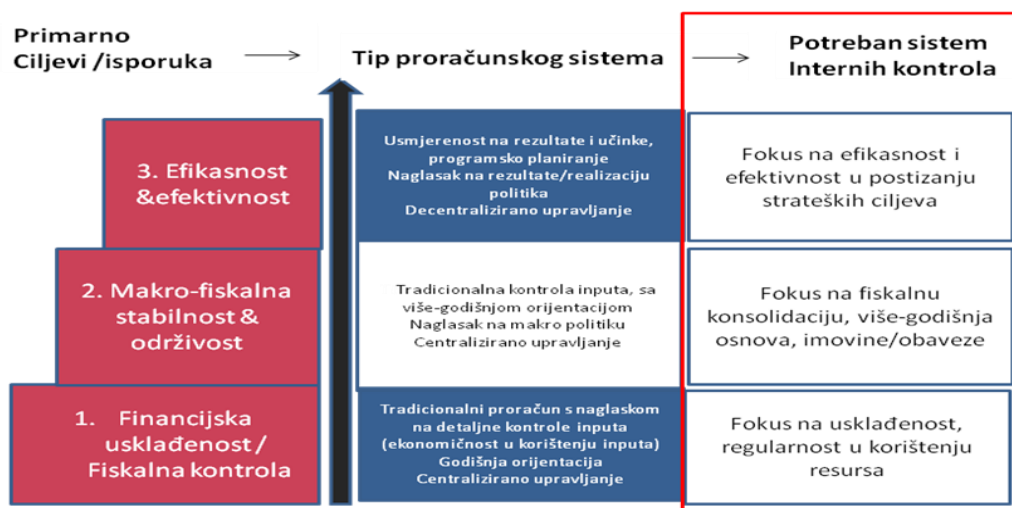 Primarno
Ciljevi /isporuka
Tip proračunskog sistema
Potreban sistem
Internih kontrola
3. Efikasnost
&efektivnost
Usmjerenost na rezultate i učinke,
programsko planiranje
Naglasak na rezultate/realizaciju
politika
Decentralizirano upravljanje
Fokus na efikasnost i
efektivnost u postizanju
strateških ciljeva
2. Makro-fiskalna
stabilnost &
održivost
Tradicionalna kontrola inputa, sa
više-godišnjom orijentacijom
Naglasak na makro politiku
Centralizirano upravljanje
Fokus na fiskalnu
konsolidaciju, više-godišnja
osnova, imovine/obaveze
1. Financijska
usklađenost /
Fiskalna kontrola
Tradicionalni proračun s naglaskom
na detaljne kontrole inputa
(ekonomičnost u korištenju inputa)
Godišnja orijentacija
Centralizirano upravljanje
Fokus na usklađenost,
regularnost u korištenju
resursa